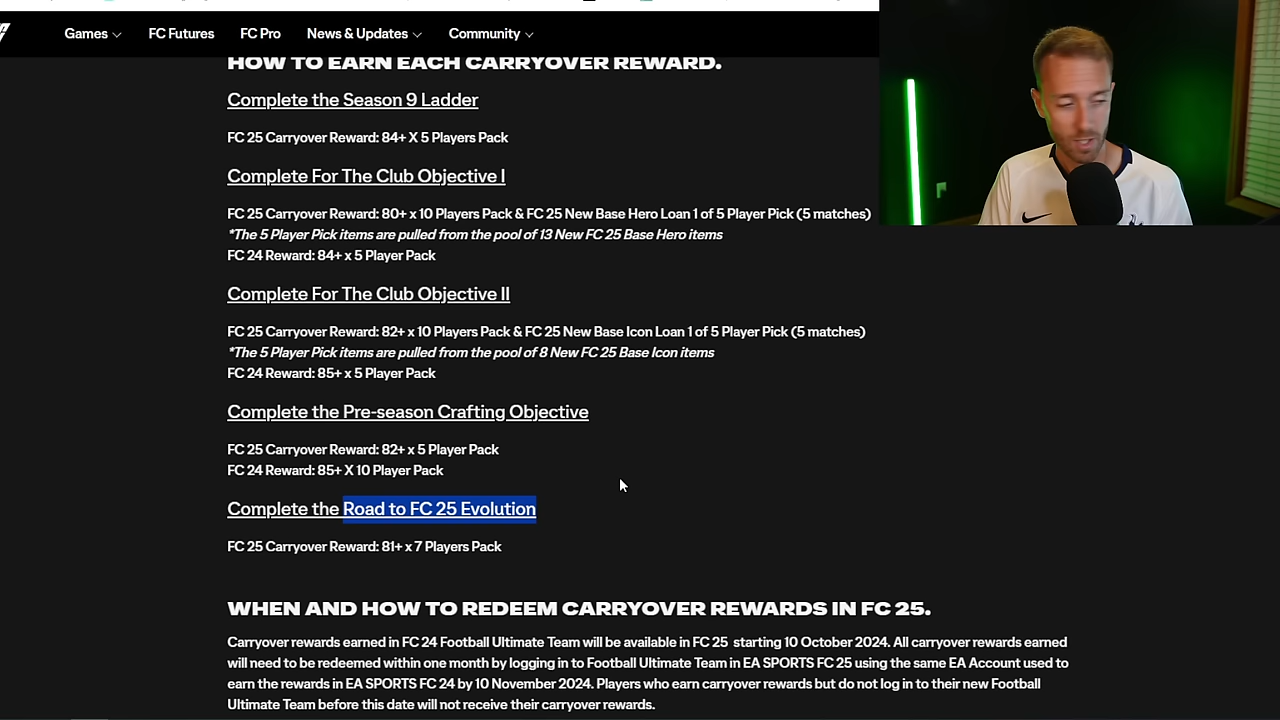 Games
FC Futures
FC Pro
News & Updates
Community
HOW TO EARN EACH CARRYOVER REWARD.
Complete the Season 9 Ladder
FC 25 Carryover Reward: 84+ X 5 Players Pack
Complete For The Club Objective I
FC 25 Carryover Reward: 80+ x 10 Players Pack & FC 25 New Base Hero Loan 1 of 5 Player Pick (5 matches)
*The 5 Player Pick items are pulled from the pool of 13 New FC 25 Base Hero items
FC 24 Reward: 84+ x 5 Player Pack
Complete For The Club Objective II
FC 25 Carryover Reward: 82+ x 10 Players Pack & FC 25 New Base Icon Loan 1 of 5 Player Pick (5 matches)
*The 5 Player Pick items are pulled from the pool of 8 New FC 25 Base Icon items
FC 24 Reward: 85+ x 5 Player Pack
Complete the Pre-season Crafting Objective
FC 25 Carryover Reward: 82+ x 5 Player Pack
FC 24 Reward: 85+ X 10 Player Pack
Complete the Road to FC 25 Evolution
FC 25 Carryover Reward: 81+ x 7 Players Pack
WHEN AND HOW TO REDEEM CARRYOVER REWARDS IN FC 25.
Carryover rewards earned in FC 24 Football Ultimate Team will be available in FC 25 starting 10 October 2024. All carryover rewards earned
will need to be redeemed within one month by logging in to Football Ultimate Team in EA SPORTS FC 25 using the same EA Account used to
earn the rewards in EA SPORTS FC 24 by 10 November 2024. Players who earn carryover rewards but do not log in to their new Football
Ultimate Team before this date will not receive their carryover rewards.